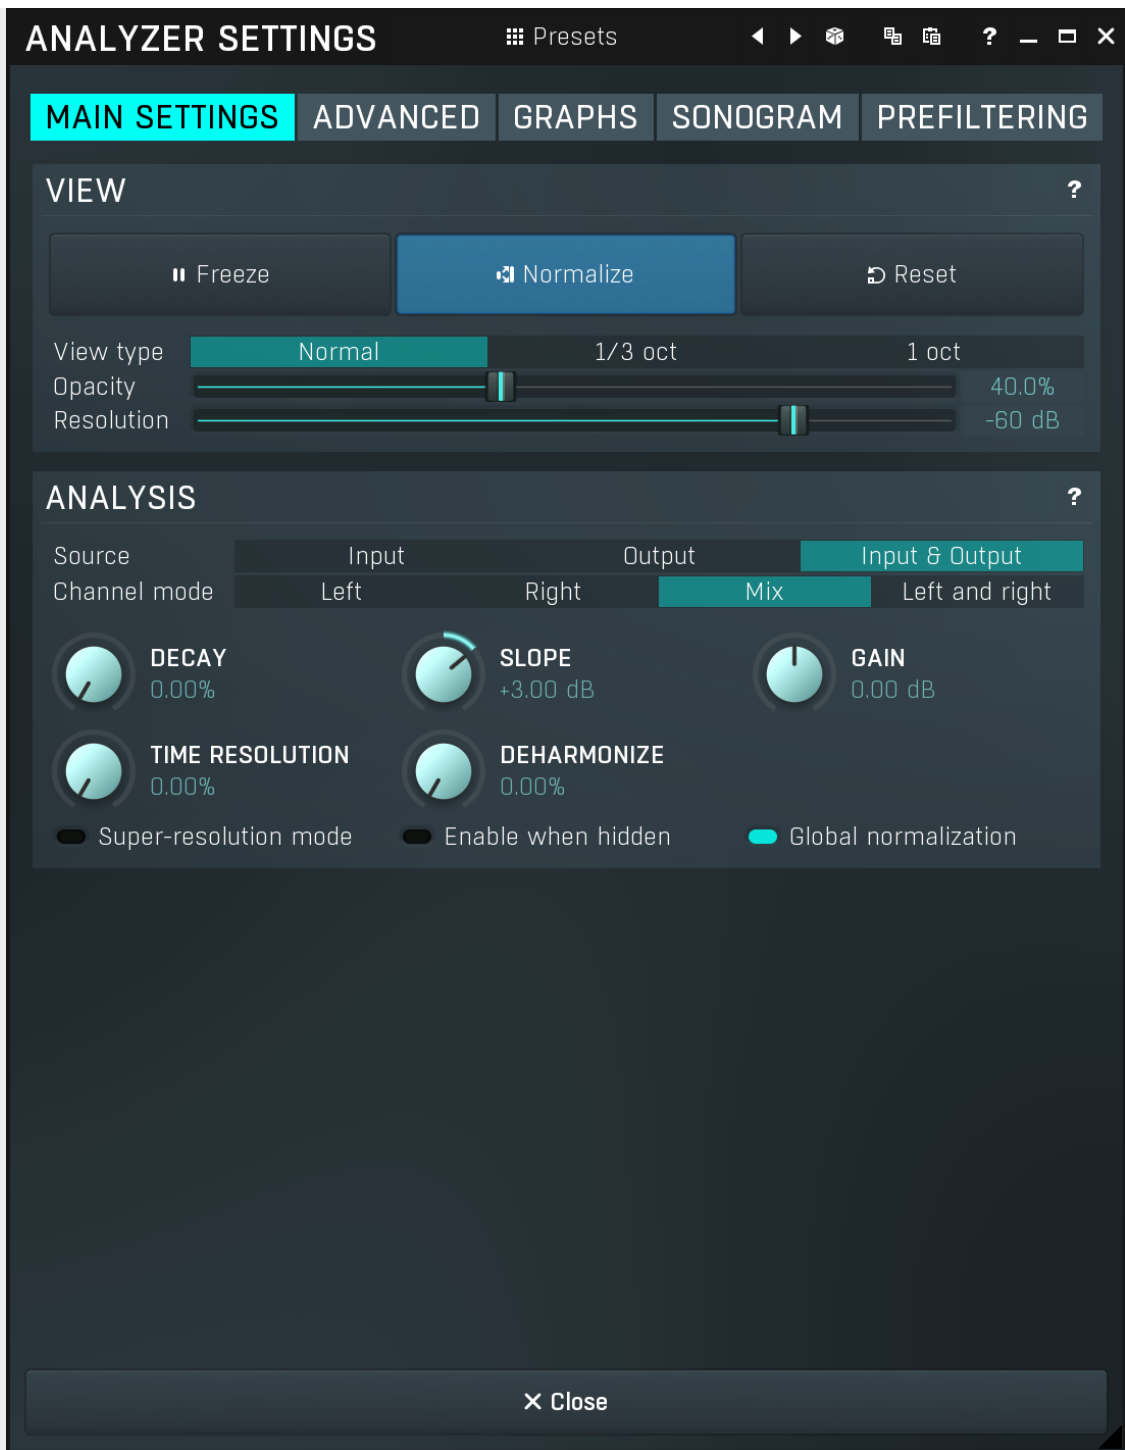 ANALYZER SETTINGS Presets ?
MAIN SETTINGS ADVANCED GRAPHS SONOGRAM PREFILTERING
VIEW ?
Freeze Normalize Reset
View type Normal 1/3 oct 1 oct
Opacity 40.0%
Resolution -60 dB
ANALYSIS ?
Source Input Output Input & Output
Channel mode Left Right Mix Left and right
DECAY SLOPE GAIN
0.00% +3.00 dB 0.00 dB
TIME RESOLUTION DEHARMONIZE
0.00% 0.00%
Super-resolution mode Enable when hidden Global normalization
Close